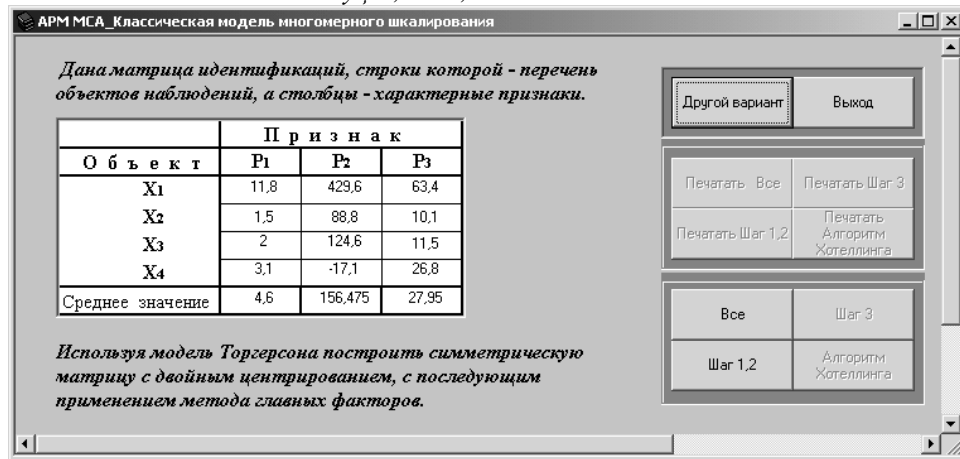 АРМ МСА_Классическая модель многомерного шкалирования
Дана матрица идентификаций, строки которой - перечень
объектов наблюдений, а столбцы - характерные признаки.
Признак
Объект P1 P2 P3
X1 11,8 429,6 63,4
X2 1,5 88,8 10,1
X3 2 124,6 11,5
X4 3,1 -17,1 26,8
Среднее значение 4,6 156,475 27,95
Используя модель Торгерсона построить симметрическую
матрицу с двойным центрированием, с последующим
применением метода главных факторов.
Другой вариант Выход
Печатать Все Печатать Шаг 3
Печатать Шаг 1,2 Печатать
Алгоритм
Хотеллинга
Все Шаг 3
Шаг 1,2 Алгоритм
Хотеллинга